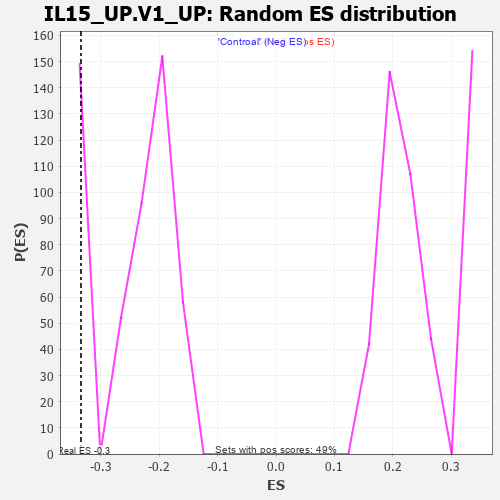 IL15_UP.V1_UP: Random ES distribution
'Controal' (Neg ES) os ES)
160
150
140
130
120
110
100
90
80
70
60
50
40
30
20
10
0
P(ES)
Real ES -0.3
Sets with pos scores: 49%
-0.3 -0.2 -0.1 0.0 0.1 0.2 0.3
ES